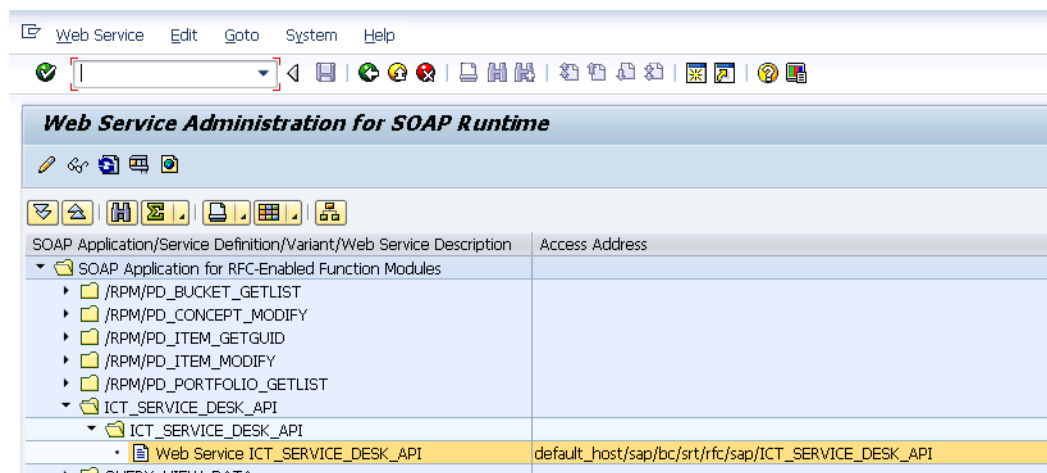 Web Service Edit Goto System Help
Web Service Administration for SOAP Runtime
SOAP Application/Service Definition/Variant/Web Service Description Access Address
SOAP Application for RFC-Enabled Function Modules
/RPM/PD_BUCKET_GETLIST
/RPM/PD_CONCEPT_MODIFY
/RPM/PD_ITEM_GETGUID
/RPM/PD_ITEM_MODIFY
/RPM/PD_PORTFOLIO_GETLIST
ICT_SERVICE_DESK_API
ICT_SERVICE_DESK_API
Web Service ICT_SERVICE_DESK_API default_host/sap/bc/srt/rfc/sap/ICT_SERVICE_DESK_API